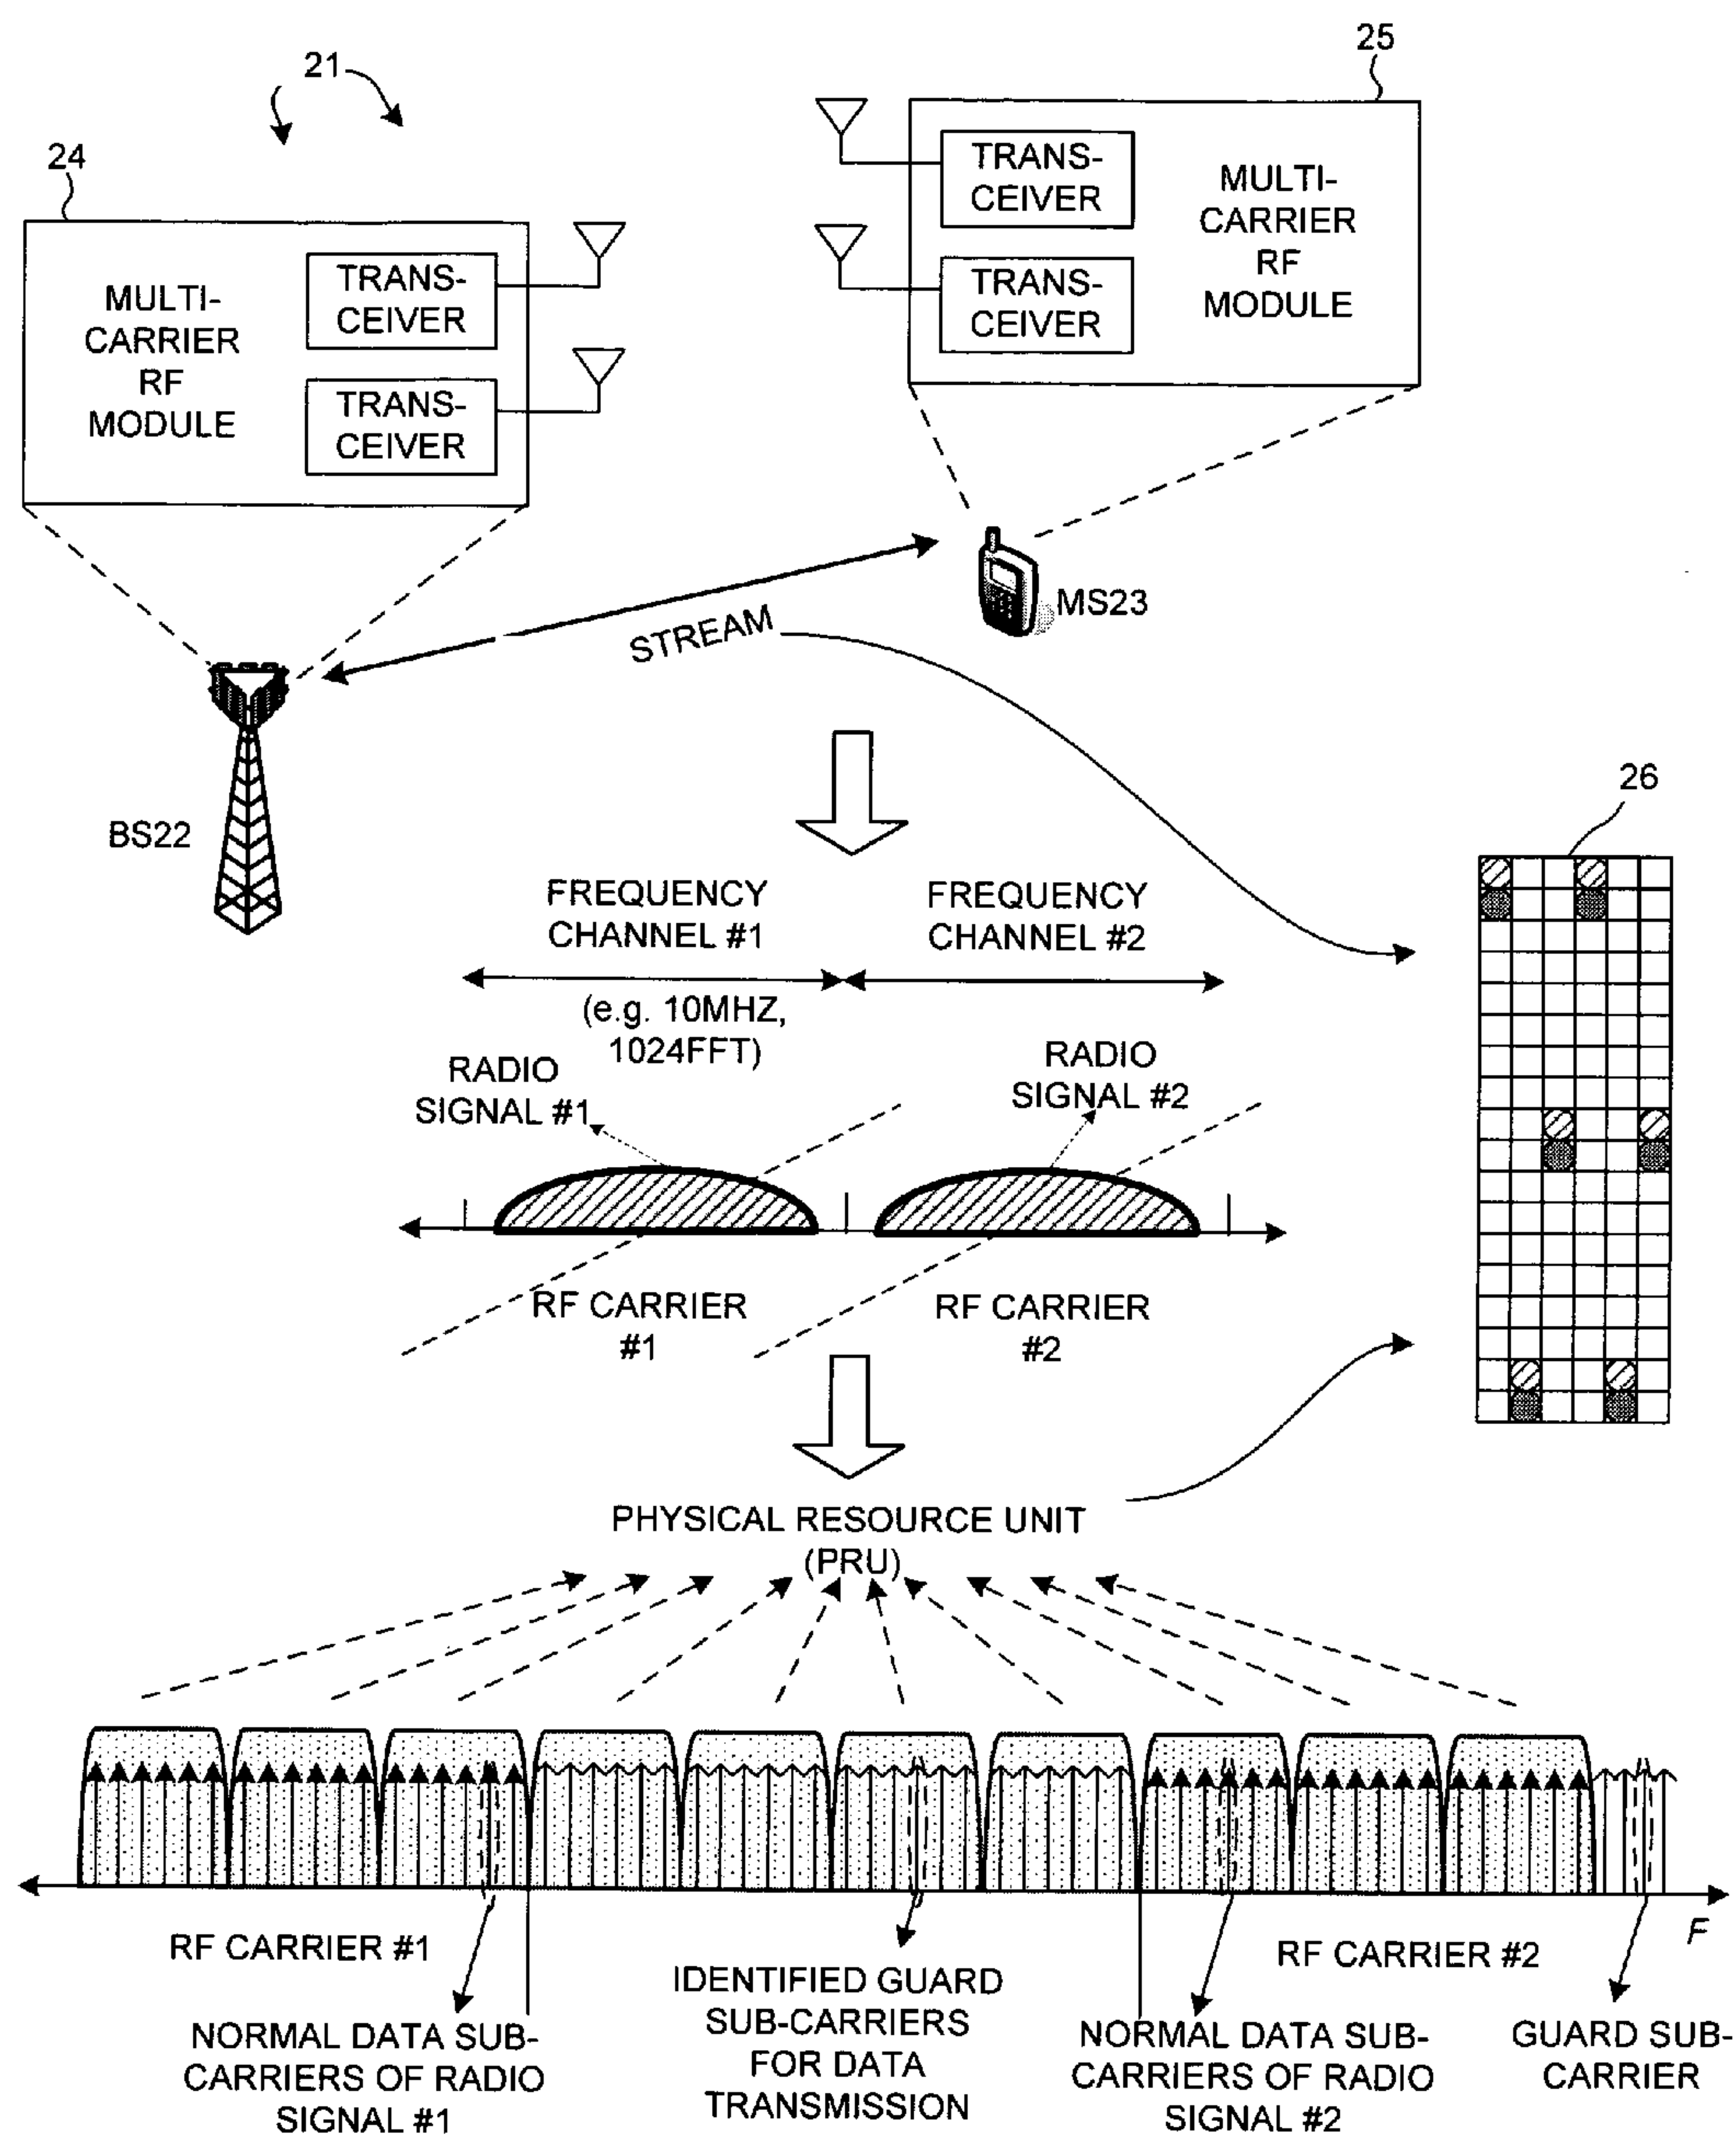 21
25
24
TRANS-
CEIVER
TRANS-
CEIVER
MULTI-
CARRIER
RF
MODULE
MULTI-
CARRIER
RF
MODULE
TRANS-
CEIVER
TRANS-
CEIVER
STREAM
MS23
BS22
26
FREQUENCY
CHANNEL #1
FREQUENCY
CHANNEL #2
(e.g. 10MHZ,
1024FFT)
RADIO
SIGNAL #1
RADIO
SIGNAL #2
RF CARRIER
#1
RF CARRIER
#2
PHYSICAL RESOURCE UNIT
(PRU)
F
RF CARRIER #1
RF CARRIER #2
NORMAL DATA SUB-
CARRIERS OF RADIO
SIGNAL #1
IDENTIFIED GUARD
SUB-CARRIERS
FOR DATA
TRANSMISSION
NORMAL DATA SUB-
CARRIERS OF RADIO
SIGNAL #2
GUARD SUB-
CARRIER